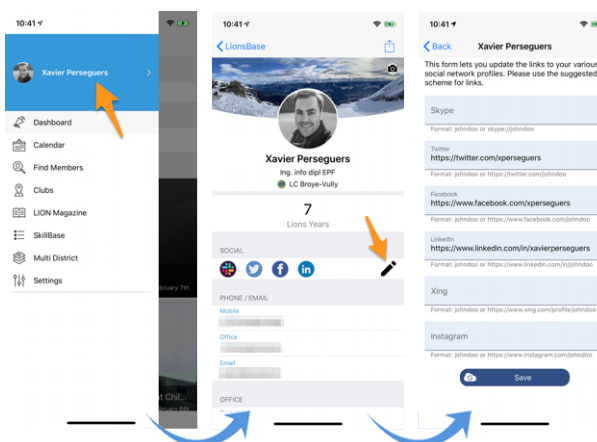 10:41
Xavier Perseguers
Dashboard
Calendar
Find Members
Clubs
LION Magazine
SkillBase
Multi District
Settings
bruary 7th
t Chil...
bruary 6th
10:41
LionsBase
Xavier Perseguers
Ing. info dipl EPF
LC Broye-Vully
7
Lions Years
SOCIAL
in
PHONE / EMAIL
Mobile
Office
Email
OFFICE
10:41
Back
Xavier Perseguers
This form lets you update the links to your various
social network profiles. Please use the suggested
scheme for links.
Skype
Format: johndoo or skype://johndoo
Twitter
https://twitter.com/xperseguers
Format: johndoo or https://twitter.com/johndoo
Facebook
https://www.facebook.com/xperseguers
Format: johndoo or https://www.facebook.com/johndoo
LinkedIn
https://www.linkedin.com/in/xavierperseguers
Format: johndoo or https://www.linkedin.com/in/johndoo
Xing
Format: johndoo or https://www.xing.com/profile/johndoo
Instagram
Format: johndoo or https://www.instagram.com/johndoo
Save